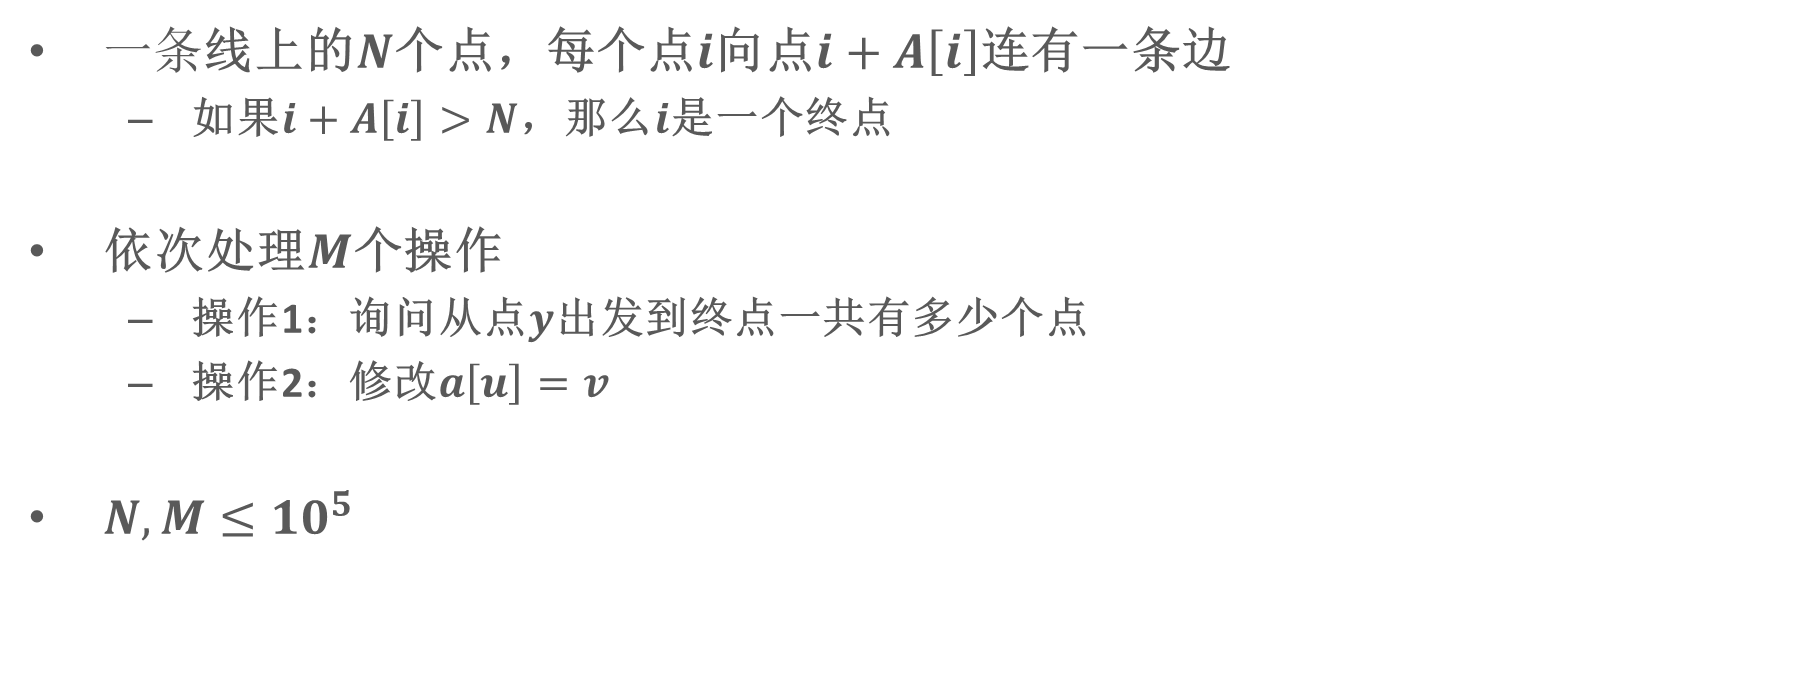 • 一条线上的N个点，每个点i向点i + A[i]连有一条边
– 如果i + A[i] > N，那么i是一个终点
• 依次处理M个操作
– 操作1：询问从点y出发到终点一共有多少个点
– 操作2：修改a[u] = v
• N, M ≤ 10⁵